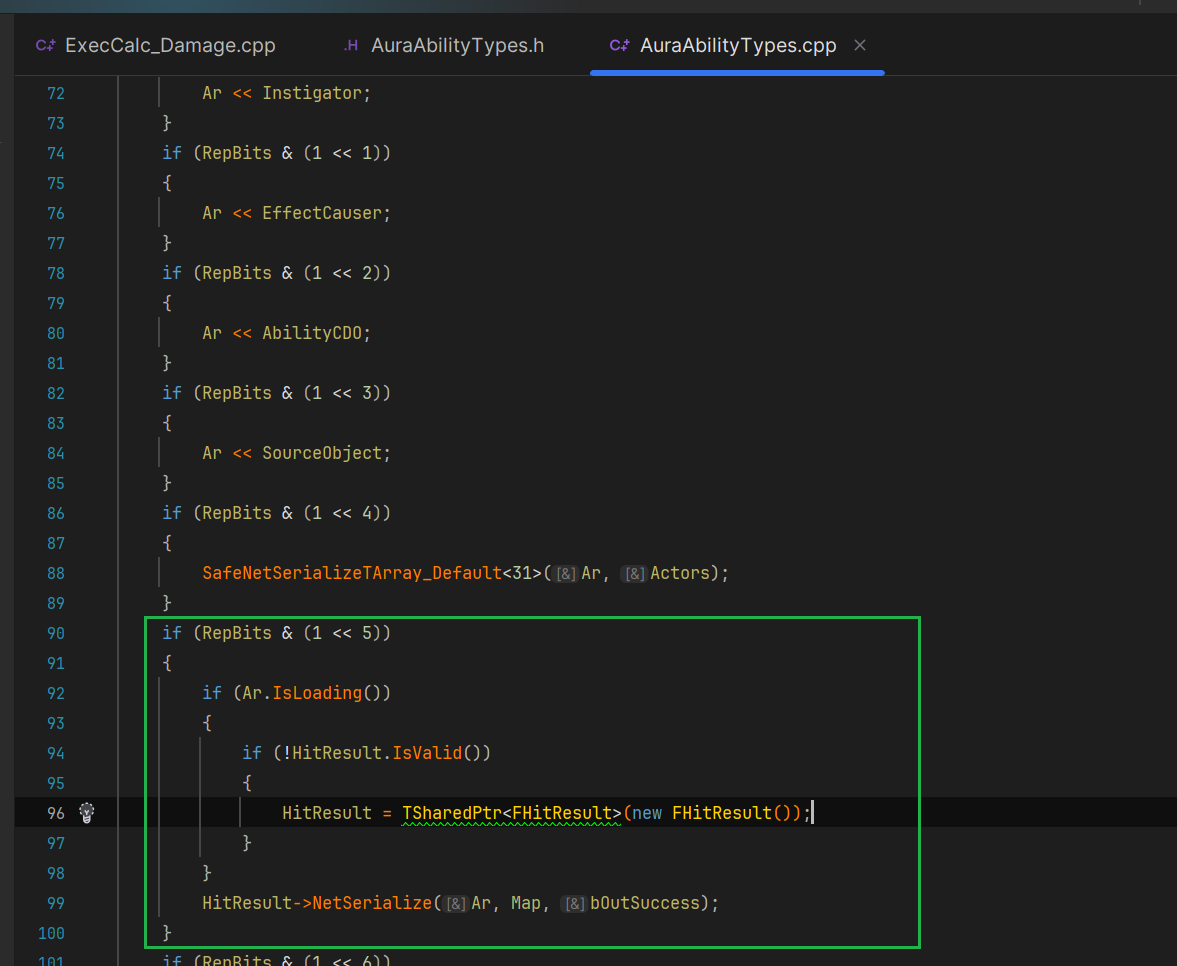 C+ ExecCalc_Damage.cpp .H AuraAbilityTypes.h C+ AuraAbilityTypes.cpp ×
72 Ar << Instigator;
73 }
74 if (RepBits & (1 << 1))
75 {
76 Ar << EffectCauser;
77 }
78 if (RepBits & (1 << 2))
79 {
80 Ar << AbilityCDO;
81 }
82 if (RepBits & (1 << 3))
83 {
84 Ar << SourceObject;
85 }
86 if (RepBits & (1 << 4))
87 {
88 SafeNetSerializeTArray_Default<31>([&]Ar, [&]Actors);
89 }
90 if (RepBits & (1 << 5))
91 {
92 if (Ar.IsLoading())
93 {
94 if (!HitResult.IsValid())
95 {
96 HitResult = TSharedPtr<FHitResult>(new FHitResult());
97 }
98 }
99 HitResult->NetSerialize([&]Ar, Map, [&]bOutSuccess);
100 }
101 if (RepBits & (1 << 6))